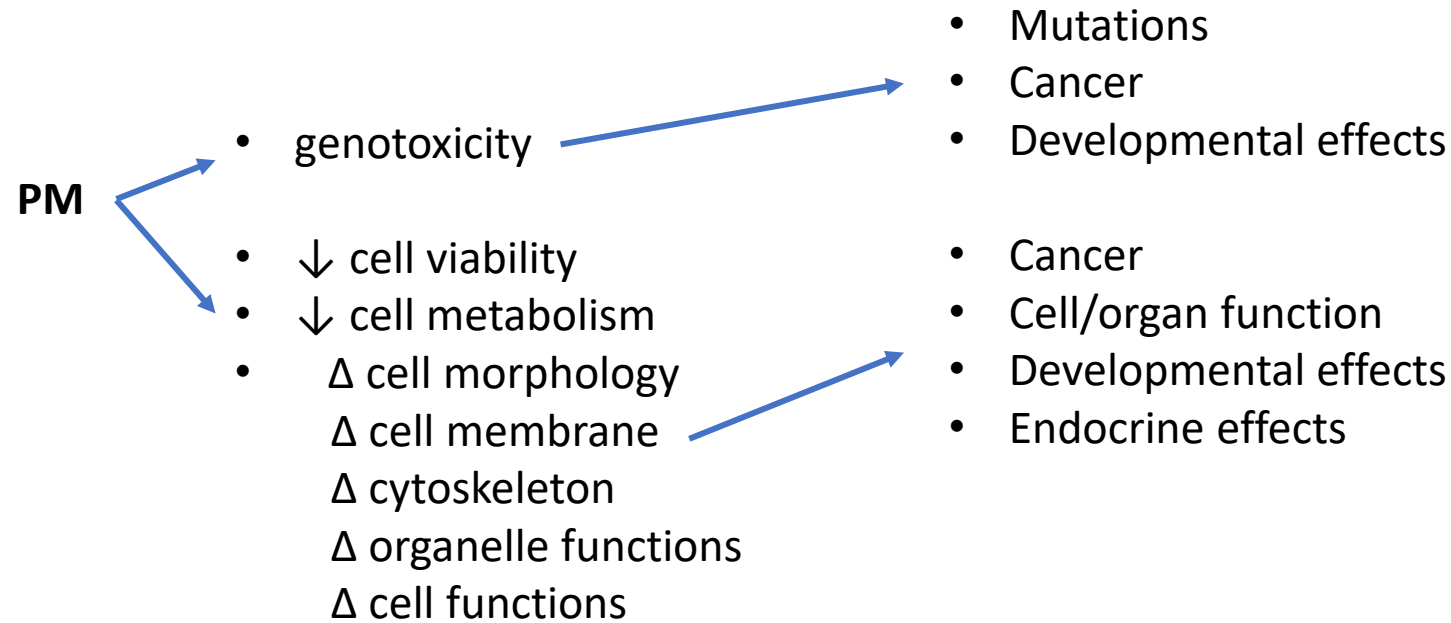 PM
• genotoxicity
• ↓ cell viability
• ↓ cell metabolism
• Δ cell morphology
Δ cell membrane
Δ cytoskeleton
Δ organelle functions
Δ cell functions
• Mutations
• Cancer
• Developmental effects
• Cancer
• Cell/organ function
• Developmental effects
• Endocrine effects